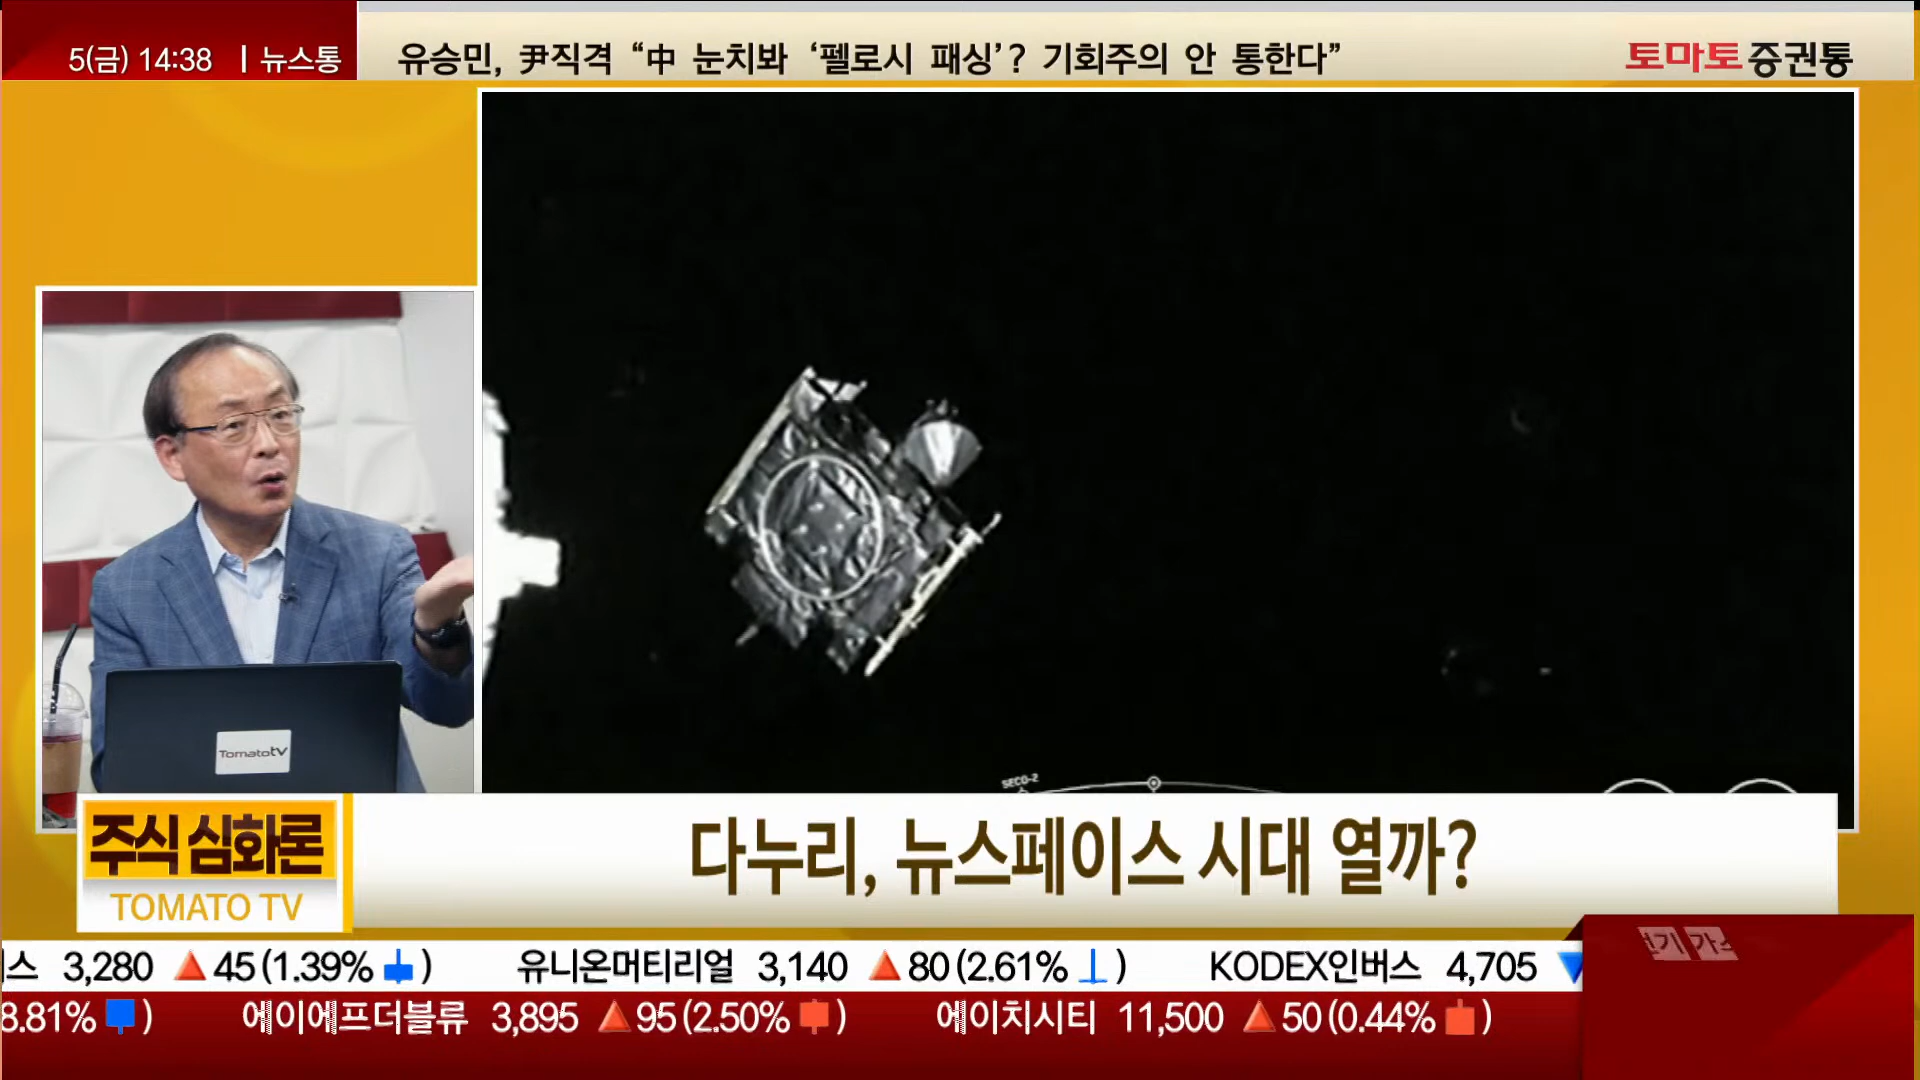 5(금) 14:38 | 뉴스통
유승민, 尹직격 “中 눈치봐 ‘펠로시 패싱’? 기회주의 안 통한다”
토마토증권통
TomatoTV
SECO-2
주식 심화론
TOMATO TV
다누리, 뉴스페이스 시대 열까?
스 3,280 ▲45(1.39% ) 유니온머티리얼 3,140 ▲80(2.61% ) KODEX인버스 4,705 ▼
8.81% ) 에이에프더블류 3,895 ▲95(2.50% ) 에이치시티 11,500 ▲50(0.44% )